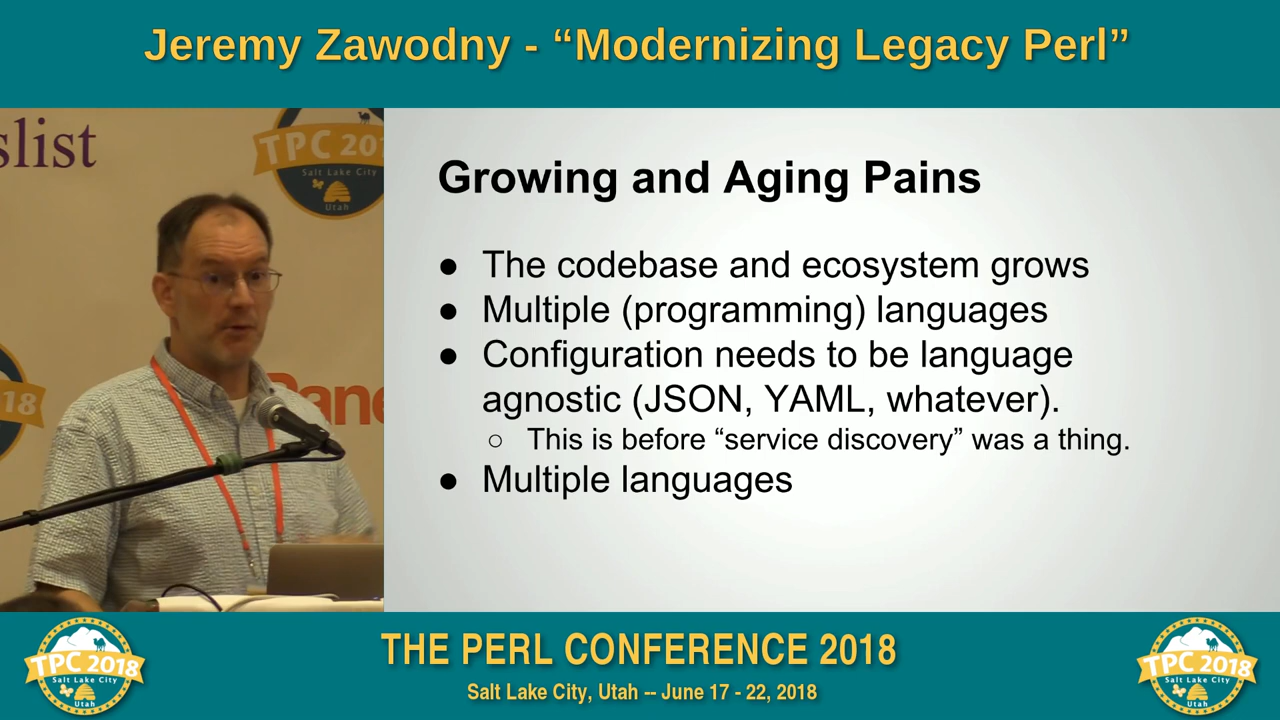 Jeremy Zawodny - “Modernizing Legacy Perl”
slist
TPC 201
Salt Lake City
Utah
18
Pane
Growing and Aging Pains
● The codebase and ecosystem grows
● Multiple (programming) languages
● Configuration needs to be language
agnostic (JSON, YAML, whatever).
○ This is before “service discovery” was a thing.
● Multiple languages
TPC 2018
Salt Lake City
Utah
THE PERL CONFERENCE 2018
Salt Lake City, Utah -- June 17 - 22, 2018
TPC 2018
Salt Lake City
Utah